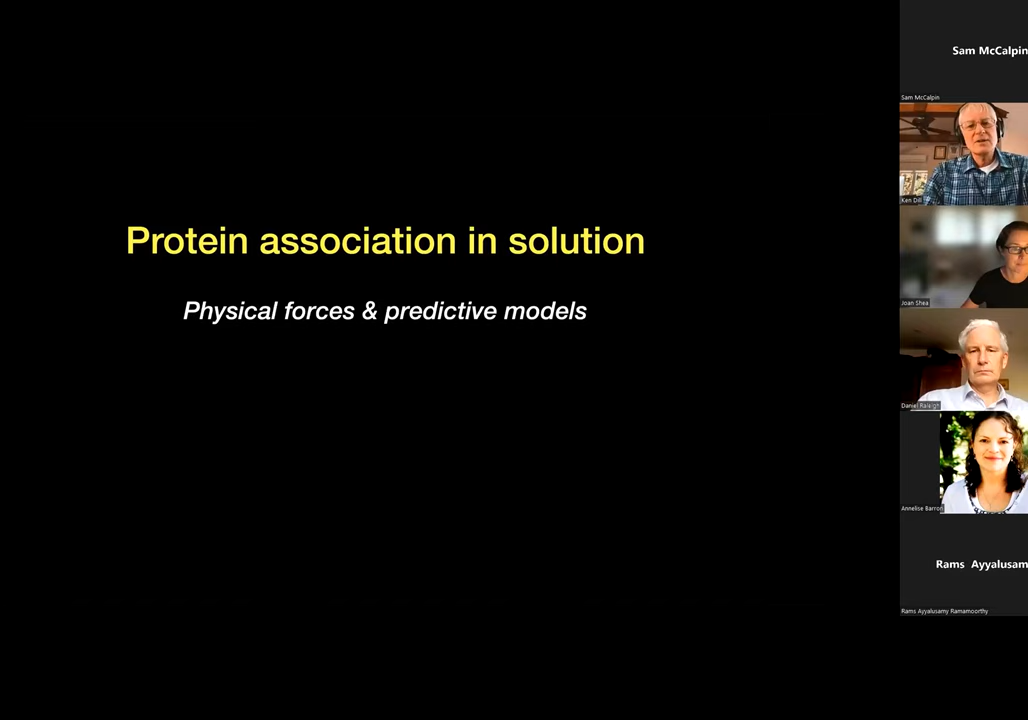 Protein association in solution
Physical forces & predictive models
Sam McCalpin
Sam McCalpin
Ken Dill
Joan Shea
Daniel Raleigh
Annelise Barron
Rams Ayyalusam
Rams Ayyalusamy Ramamoorthy